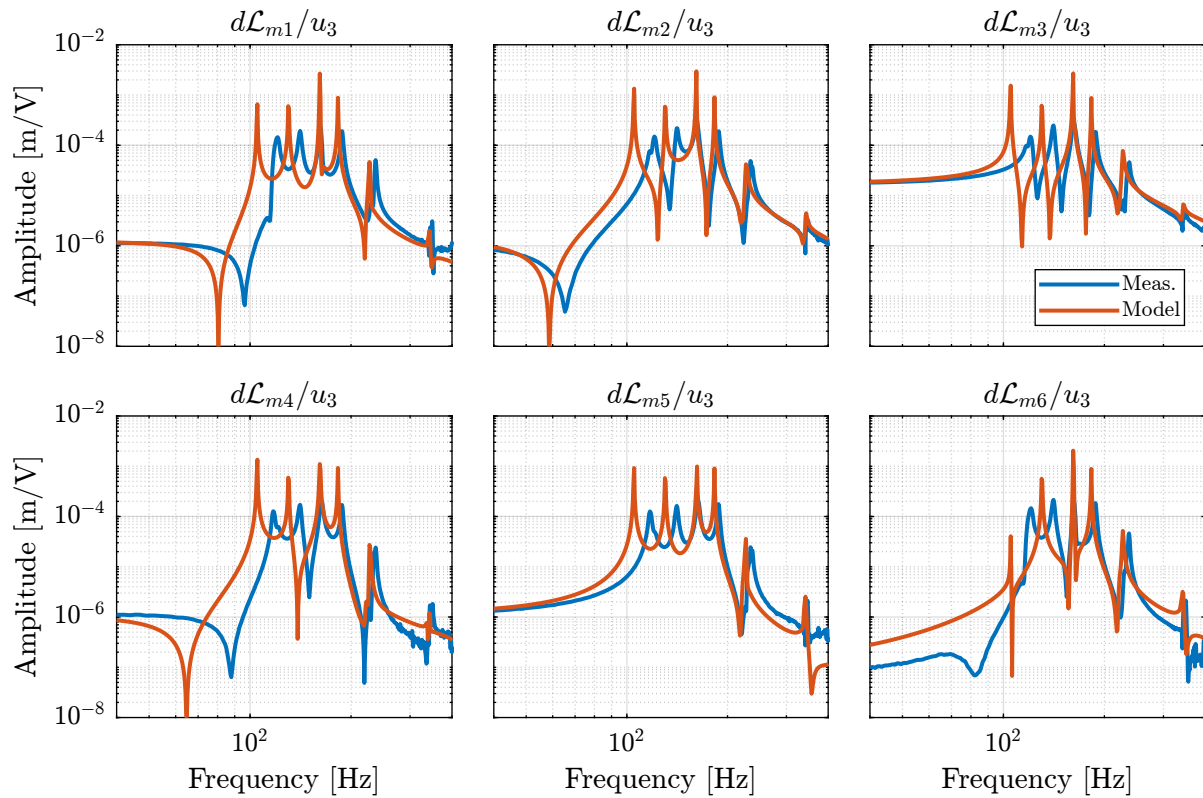 dℒm1/u3
dℒm2/u3
dℒm3/u3
Amplitude [m/V]
10^-2
10^-4
10^-6
10^-8
Meas.
Model
dℒm4/u3
dℒm5/u3
dℒm6/u3
Amplitude [m/V]
10^-2
10^-4
10^-6
10^-8
10^2
10^2
10^2
Frequency [Hz]
Frequency [Hz]
Frequency [Hz]